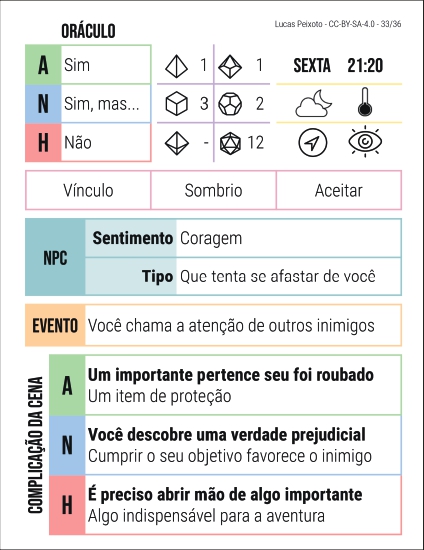 Lucas Peixoto - CC-BY-SA-4.0 - 33/36
ORÁCULO
A Sim
N Sim, mas...
H Não
1 1
3 2
- 12
SEXTA 21:20
Vínculo Sombrio Aceitar
NPC
Sentimento Coragem
Tipo Que tenta se afastar de você
EVENTO Você chama a atenção de outros inimigos
COMPLICAÇÃO DA CENA
A
Um importante pertence seu foi roubado
Um item de proteção
N
Você descobre uma verdade prejudicial
Cumprir o seu objetivo favorece o inimigo
H
É preciso abrir mão de algo importante
Algo indispensável para a aventura